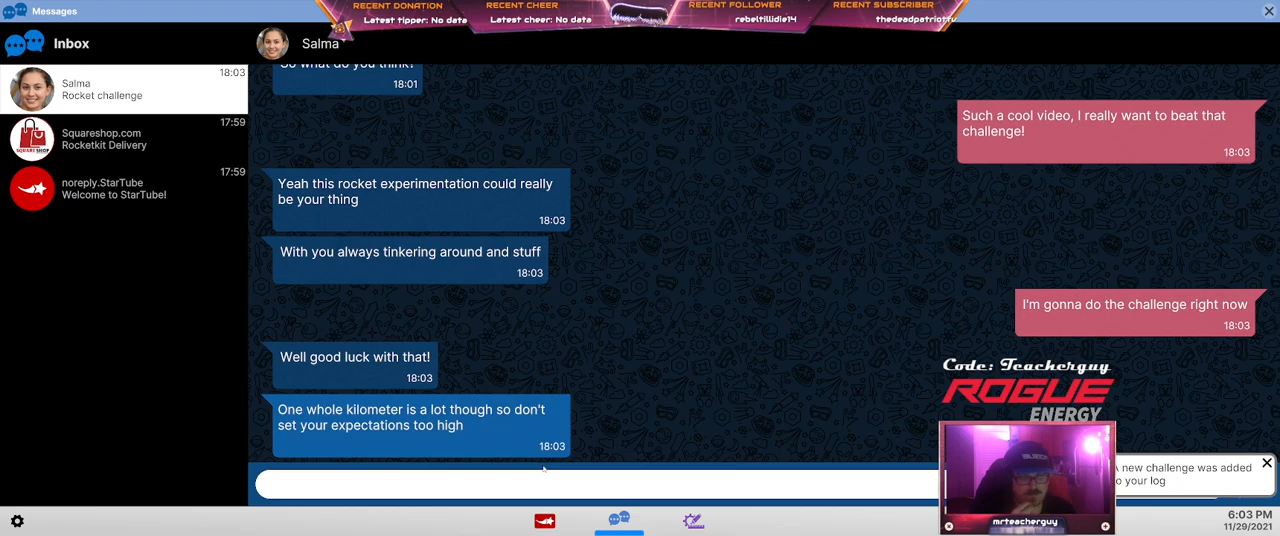 Messages
RECENT DONATION
Latest tipper: No data
RECENT CHEER
Latest cheer: No data
RECENT FOLLOWER
rebeltillidie14
RECENT SUBSCRIBER
thedeadpatriottv
Inbox
Salma
18:03
Salma
Rocket challenge
17:59
Squareshop.com
Rocketkit Delivery
SQUARE SHOP
17:59
noreply.StarTube
Welcome to StarTube!
So what do you think?
18:01
Such a cool video, I really want to beat that
challenge!
18:03
Yeah this rocket experimentation could really
be your thing
18:03
With you always tinkering around and stuff
18:03
I'm gonna do the challenge right now
18:03
Well good luck with that!
18:03
One whole kilometer is a lot though so don't
set your expectations too high
18:03
Code: Teacherguy
ROGUE
ENERGY
mrteacherguy
new challenge was added
your log
6:03 PM
11/29/2021